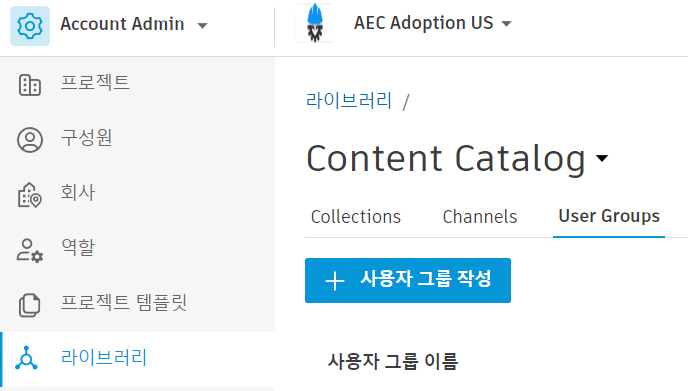 Account Admin
AEC Adoption US
프로젝트
구성원
회사
역할
프로젝트 템플릿
라이브러리
라이브러리 /
Content Catalog
Collections Channels User Groups
사용자 그룹 작성
사용자 그룹 이름